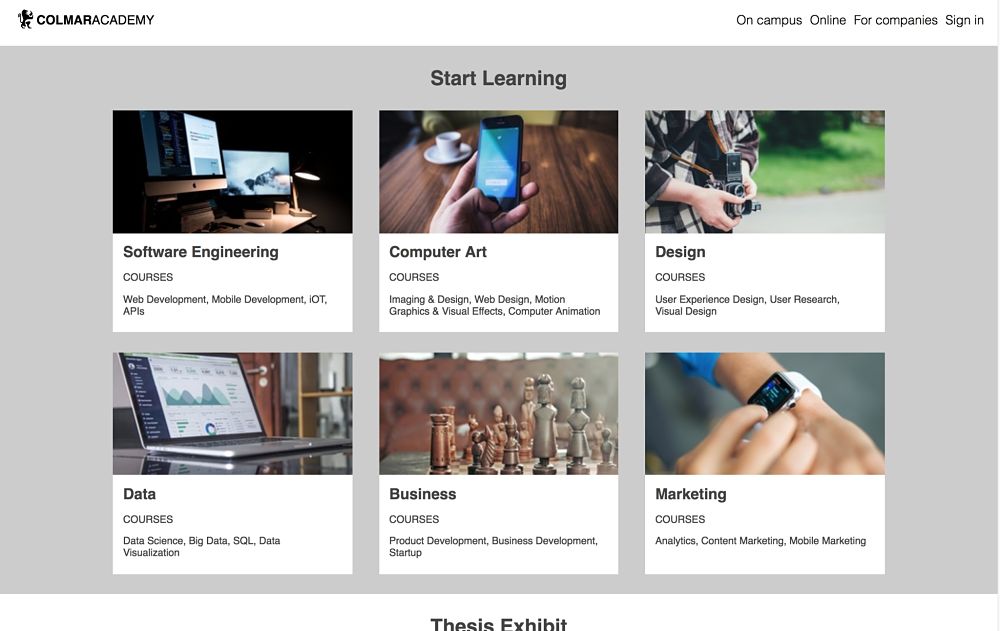 COLMARACADEMY
On campus Online For companies Sign in
Start Learning
Software Engineering
COURSES
Web Development, Mobile Development, iOT,
APIs
Computer Art
COURSES
Imaging & Design, Web Design, Motion
Graphics & Visual Effects, Computer Animation
Design
COURSES
User Experience Design, User Research,
Visual Design
Data
COURSES
Data Science, Big Data, SQL, Data
Visualization
Business
COURSES
Product Development, Business Development,
Startup
Marketing
COURSES
Analytics, Content Marketing, Mobile Marketing
Thesis Exhibit